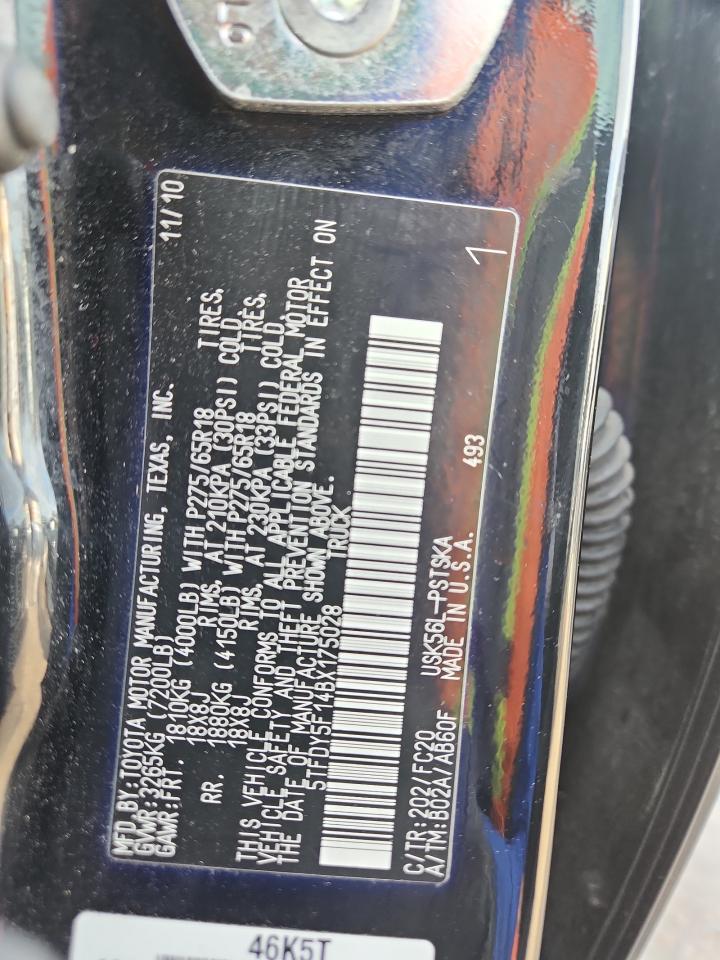 MFD.BY:TOYOTA MOTOR MANUFACTURING, TEXAS, INC. 11/10
GVWR:3265KG (7200LB)
GAWR:FRT. 1810KG (4000LB) WITH P275/65R18 TIRES,
18X8J RIMS, AT 210KPA (30PSI) COLD.
RR. 1880KG (4150LB) WITH P275/65R18 TIRES,
18X8J RIMS, AT 230KPA (33PSI) COLD.
THIS VEHICLE CONFORMS TO ALL APPLICABLE FEDERAL MOTOR
VEHICLE SAFETY AND THEFT PREVENTION STANDARDS IN EFFECT ON
THE DATE OF MANUFACTURE SHOWN ABOVE.
5TFDY5F14BX175028 TRUCK
C/TR:202/FC20 USK56L-PSTSKA 493 1
A/TM:B02A/AB60F MADE IN U.S.A.
46K5T